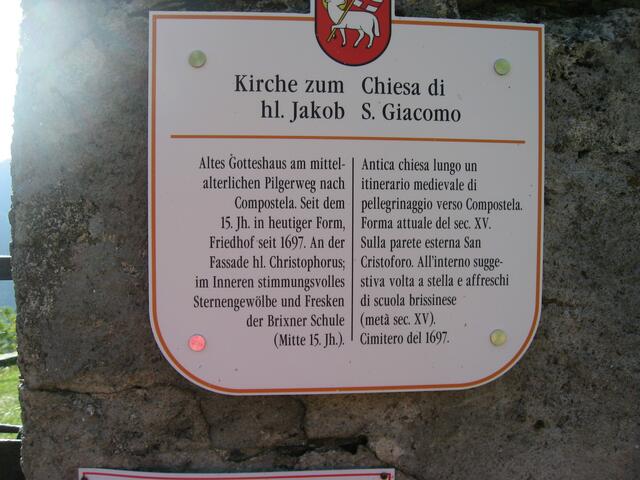 Kirche zum
hl. Jakob
Chiesa di
S. Giacomo
Altes Gotteshaus am mittel-
alterlichen Pilgerweg nach
Compostela. Seit dem
15. Jh. in heutiger Form,
Friedhof seit 1697. An der
Fassade hl. Christophorus;
im Inneren stimmungsvolles
Sternengewölbe und Fresken
der Brixner Schule
(Mitte 15. Jh.).
Antica chiesa lungo un
itinerario medievale di
pellegrinaggio verso Compostela.
Forma attuale del sec. XV.
Sulla parete esterna San
Cristoforo. All'interno sugge-
stiva volta a stella e affreschi
di scuola brissinese
(metà sec. XV).
Cimitero del 1697.